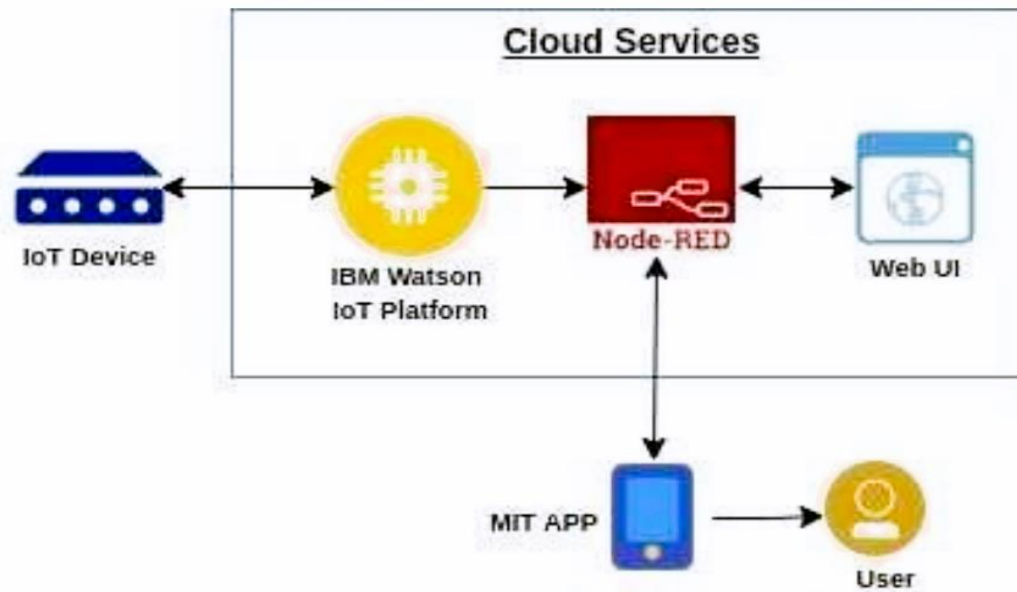 Cloud Services
IoT Device
IBM Watson
IoT Platform
Node-RED
Web UI
MIT APP
User